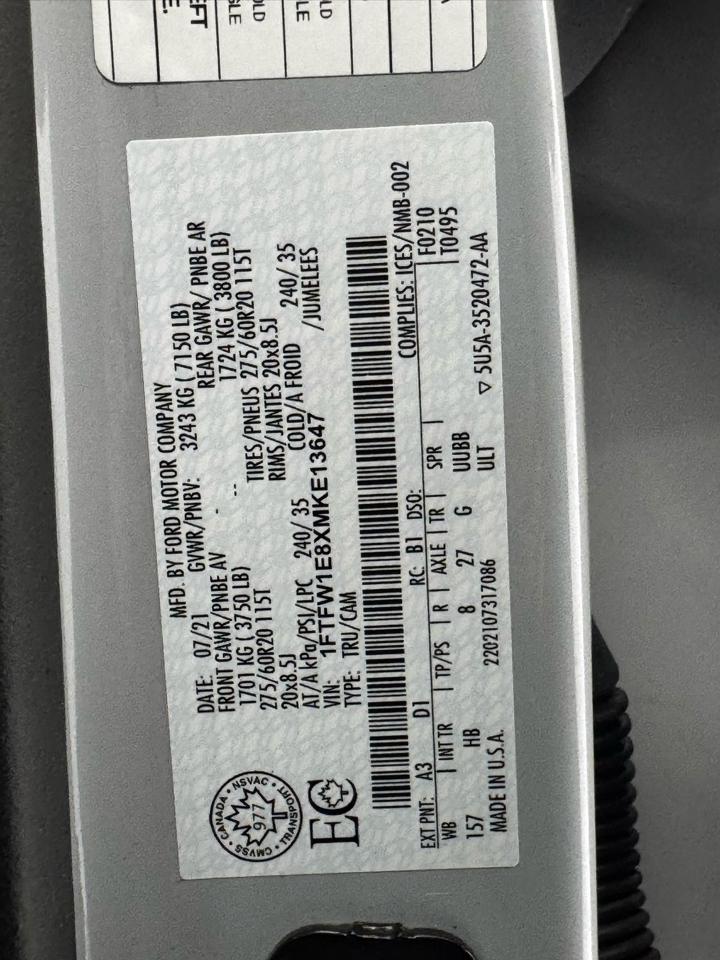 MFD. BY FORD MOTOR COMPANY
DATE: 07/21 GVWR/PNBV: 3243 KG ( 7150 LB)
FRONT GAWR/PNBE AV REAR GAWR/ PNBE AR
1701 KG ( 3750 LB) - -- 1724 KG ( 3800 LB)
275/60R20 115T TIRES/PNEUS 275/60R20 115T
20x8.5J RIMS/JANTES 20x8.5J
AT/A kPa/PSI/LPC 240/ 35 COLD/A FROID 240/ 35
VIN: 1FTFW1E8XMKE13647 /JUMELEES
TYPE: TRU/CAM
CANADA • NSVAC • TRANSPORT • CMVSS •
977
EC
COMPLIES: ICES/NMB-002
EXT PNT: A3 D1 RC: B1 DSO: F0210
WB INT TR TP/PS R AXLE TR SPR T0495
157 HB 8 27 G UUBB
MADE IN U.S.A. 2202107317086 ULT ▽ 5U5A-3520472-AA
EFT
E.
OLD
GLE
LD
LE